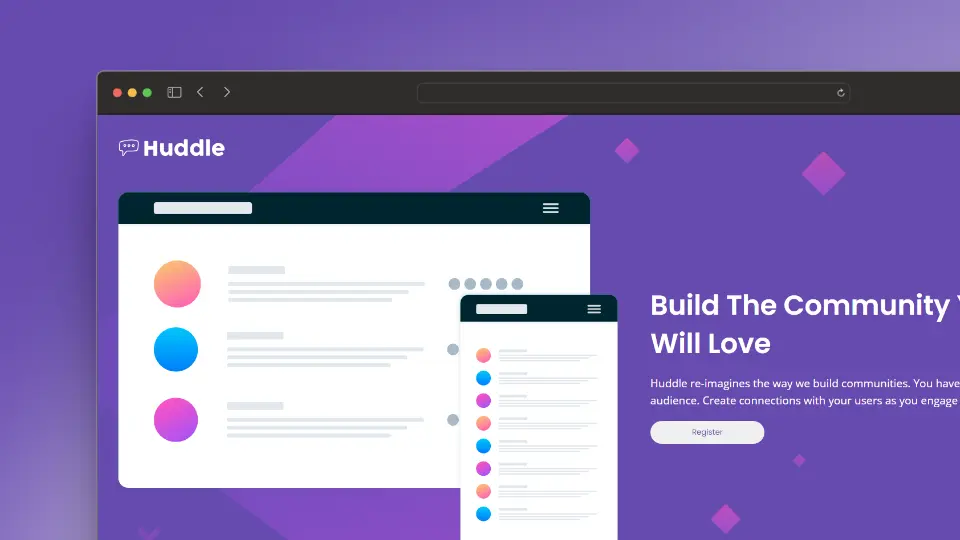 Huddle
Build The Community
Will Love
Huddle re-imagines the way we build communities. You have
audience. Create connections with your users as you engage
Register